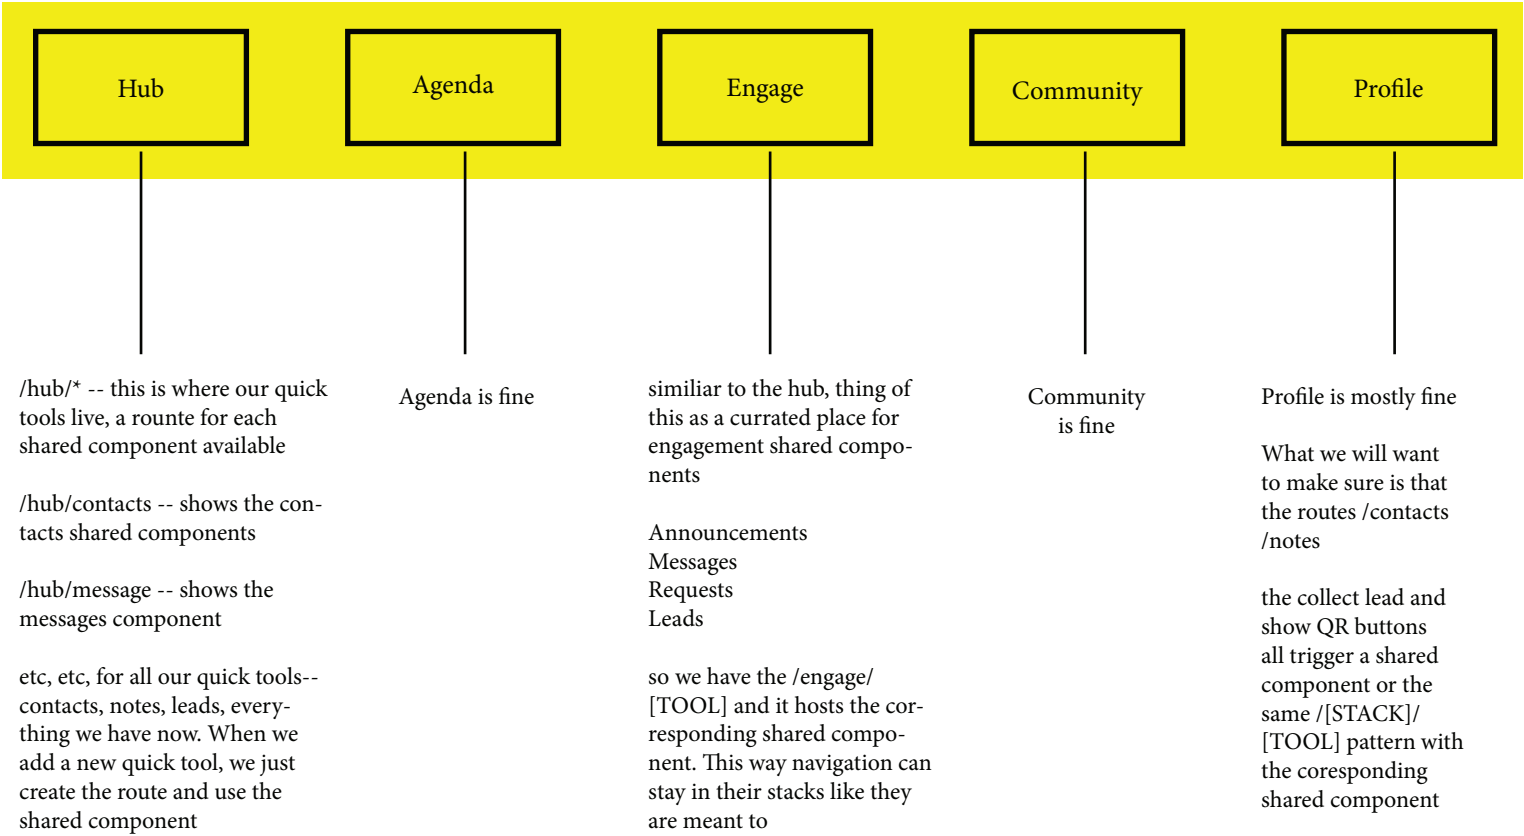 Hub
Agenda
Engage
Community
Profile
/hub/* -- this is where our quick
tools live, a rounte for each
shared component available
/hub/contacts -- shows the con-
tacts shared components
/hub/message -- shows the
messages component
etc, etc, for all our quick tools--
contacts, notes, leads, every-
thing we have now. When we
add a new quick tool, we just
create the route and use the
shared component
Agenda is fine
similiar to the hub, thing of
this as a currated place for
engagement shared compo-
nents
Announcements
Messages
Requests
Leads
so we have the /engage/
[TOOL] and it hosts the cor-
responding shared compo-
nent. This way navigation can
stay in their stacks like they
are meant to
Community
is fine
Profile is mostly fine
What we will want
to make sure is that
the routes /contacts
/notes
the collect lead and
show QR buttons
all trigger a shared
component or the
same /[STACK]/
[TOOL] pattern with
the coresponding
shared component